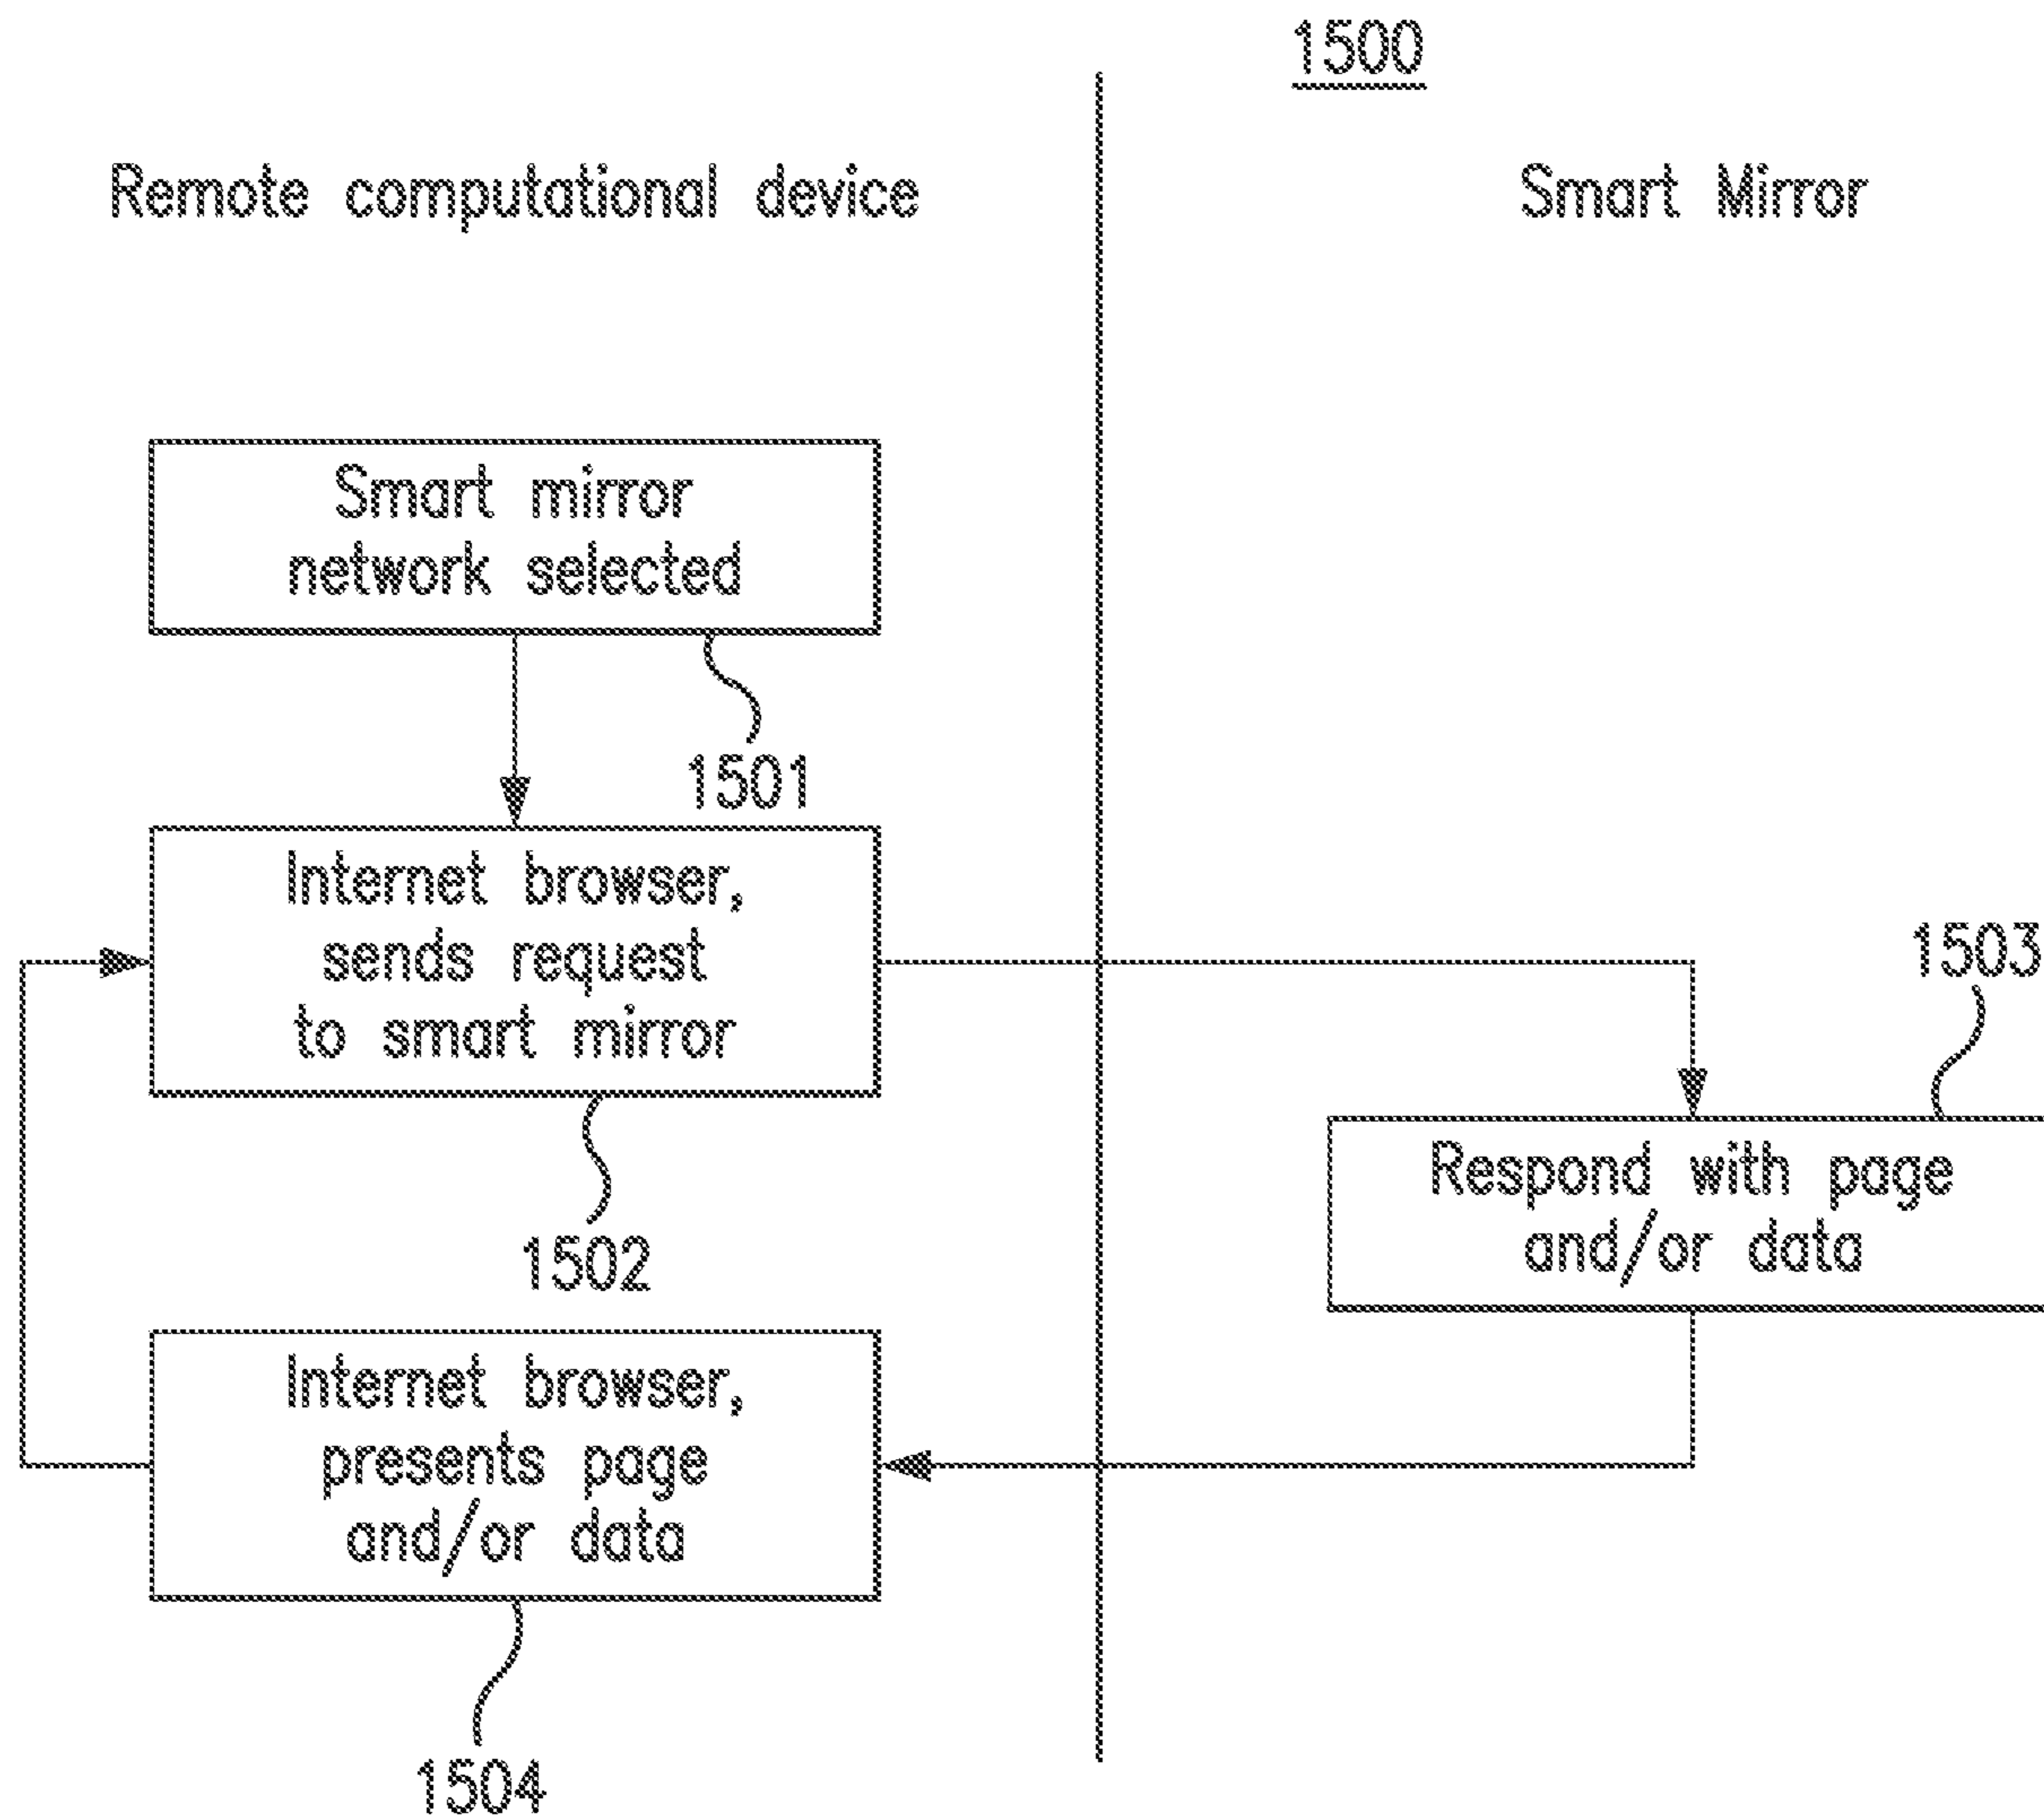 1500
Remote computational device
Smart Mirror
Smart mirror
network selected
1501
Internet browser,
sends request
to smart mirror
1502
1503
Respond with page
and/or data
Internet browser,
presents page
and/or data
1504